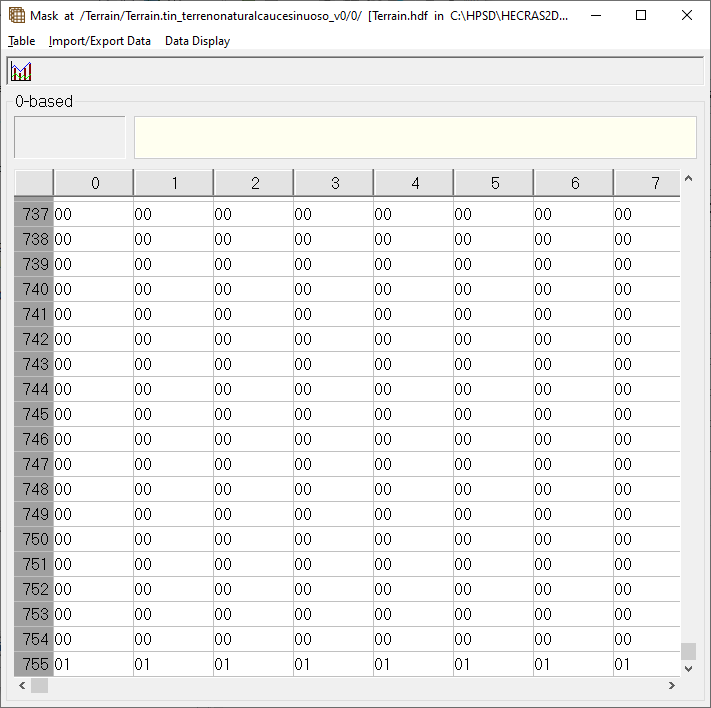 Mask at /Terrain/Terrain.tin_terrenonaturalcaucesinuoso_v0/0/ [Terrain.hdf in C:\HPSD\HECRAS2D...
Table Import/Export Data Data Display
0-based
0 1 2 3 4 5 6 7
737 00 00 00 00 00 00 00 00
738 00 00 00 00 00 00 00 00
739 00 00 00 00 00 00 00 00
740 00 00 00 00 00 00 00 00
741 00 00 00 00 00 00 00 00
742 00 00 00 00 00 00 00 00
743 00 00 00 00 00 00 00 00
744 00 00 00 00 00 00 00 00
745 00 00 00 00 00 00 00 00
746 00 00 00 00 00 00 00 00
747 00 00 00 00 00 00 00 00
748 00 00 00 00 00 00 00 00
749 00 00 00 00 00 00 00 00
750 00 00 00 00 00 00 00 00
751 00 00 00 00 00 00 00 00
752 00 00 00 00 00 00 00 00
753 00 00 00 00 00 00 00 00
754 00 00 00 00 00 00 00 00
755 01 01 01 01 01 01 01 01